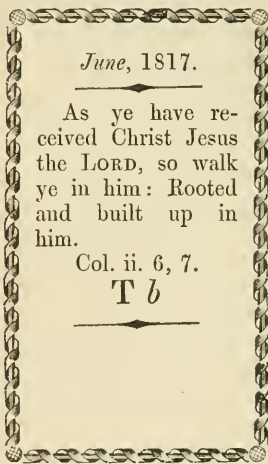 June, 1817.
As ye have re-
ceived Christ Jesus
the LORD, so walk
ye in him: Rooted
and built up in
him.
Col. ii. 6, 7.
T b